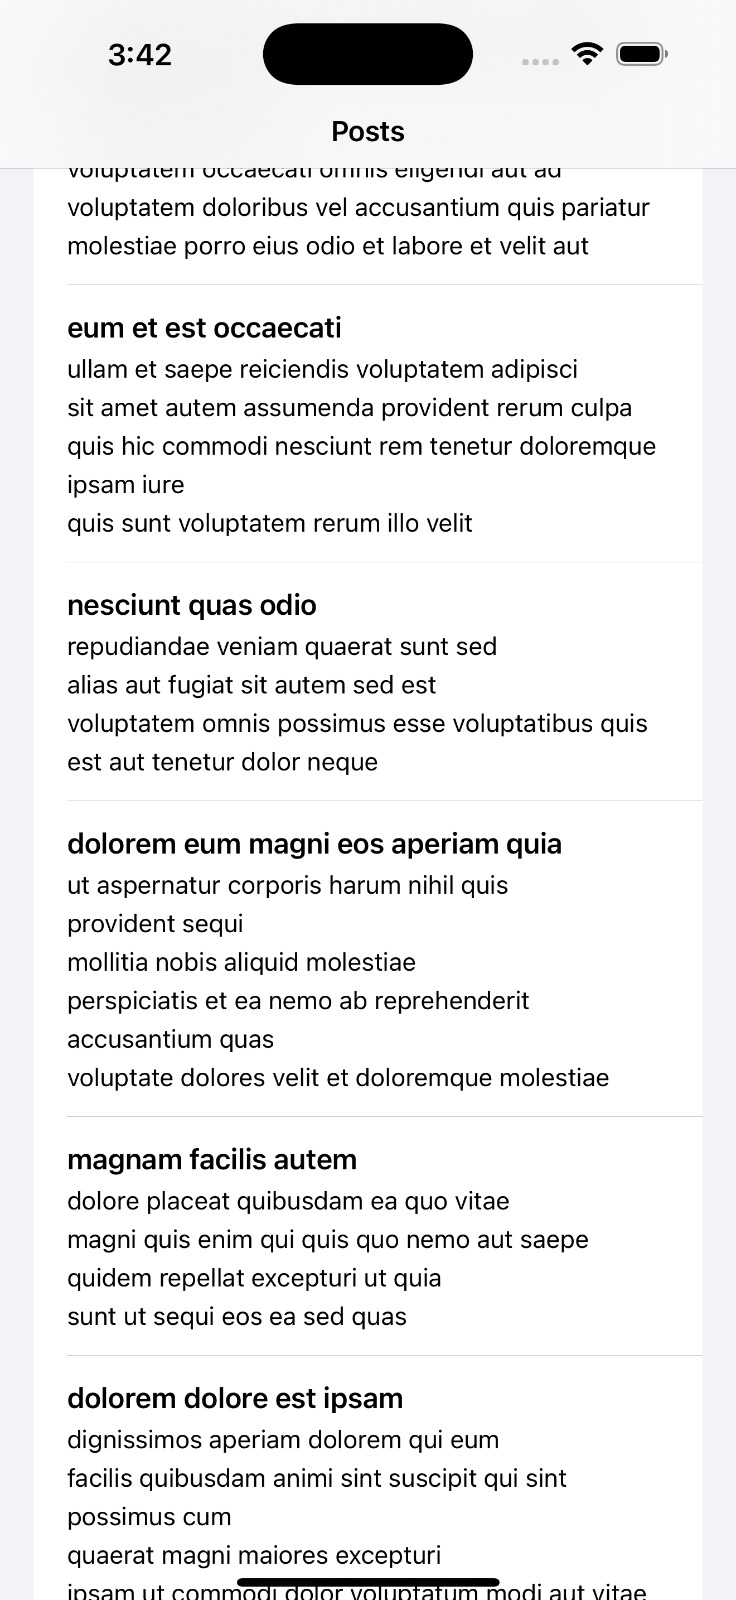 3:42
Posts
voluptatem occaecati omnis eligendi aut ad
voluptatem doloribus vel accusantium quis pariatur
molestiae porro eius odio et labore et velit aut
eum et est occaecati
ullam et saepe reiciendis voluptatem adipisci
sit amet autem assumenda provident rerum culpa
quis hic commodi nesciunt rem tenetur doloremque
ipsam iure
quis sunt voluptatem rerum illo velit
nesciunt quas odio
repudiandae veniam quaerat sunt sed
alias aut fugiat sit autem sed est
voluptatem omnis possimus esse voluptatibus quis
est aut tenetur dolor neque
dolorem eum magni eos aperiam quia
ut aspernatur corporis harum nihil quis
provident sequi
mollitia nobis aliquid molestiae
perspiciatis et ea nemo ab reprehenderit
accusantium quas
voluptate dolores velit et doloremque molestiae
magnam facilis autem
dolore placeat quibusdam ea quo vitae
magni quis enim qui quis quo nemo aut saepe
quidem repellat excepturi ut quia
sunt ut sequi eos ea sed quas
dolorem dolore est ipsam
dignissimos aperiam dolorem qui eum
facilis quibusdam animi sint suscipit qui sint
possimus cum
quaerat magni maiores excepturi
ipsam ut commodi dolor voluptatum modi aut vitae